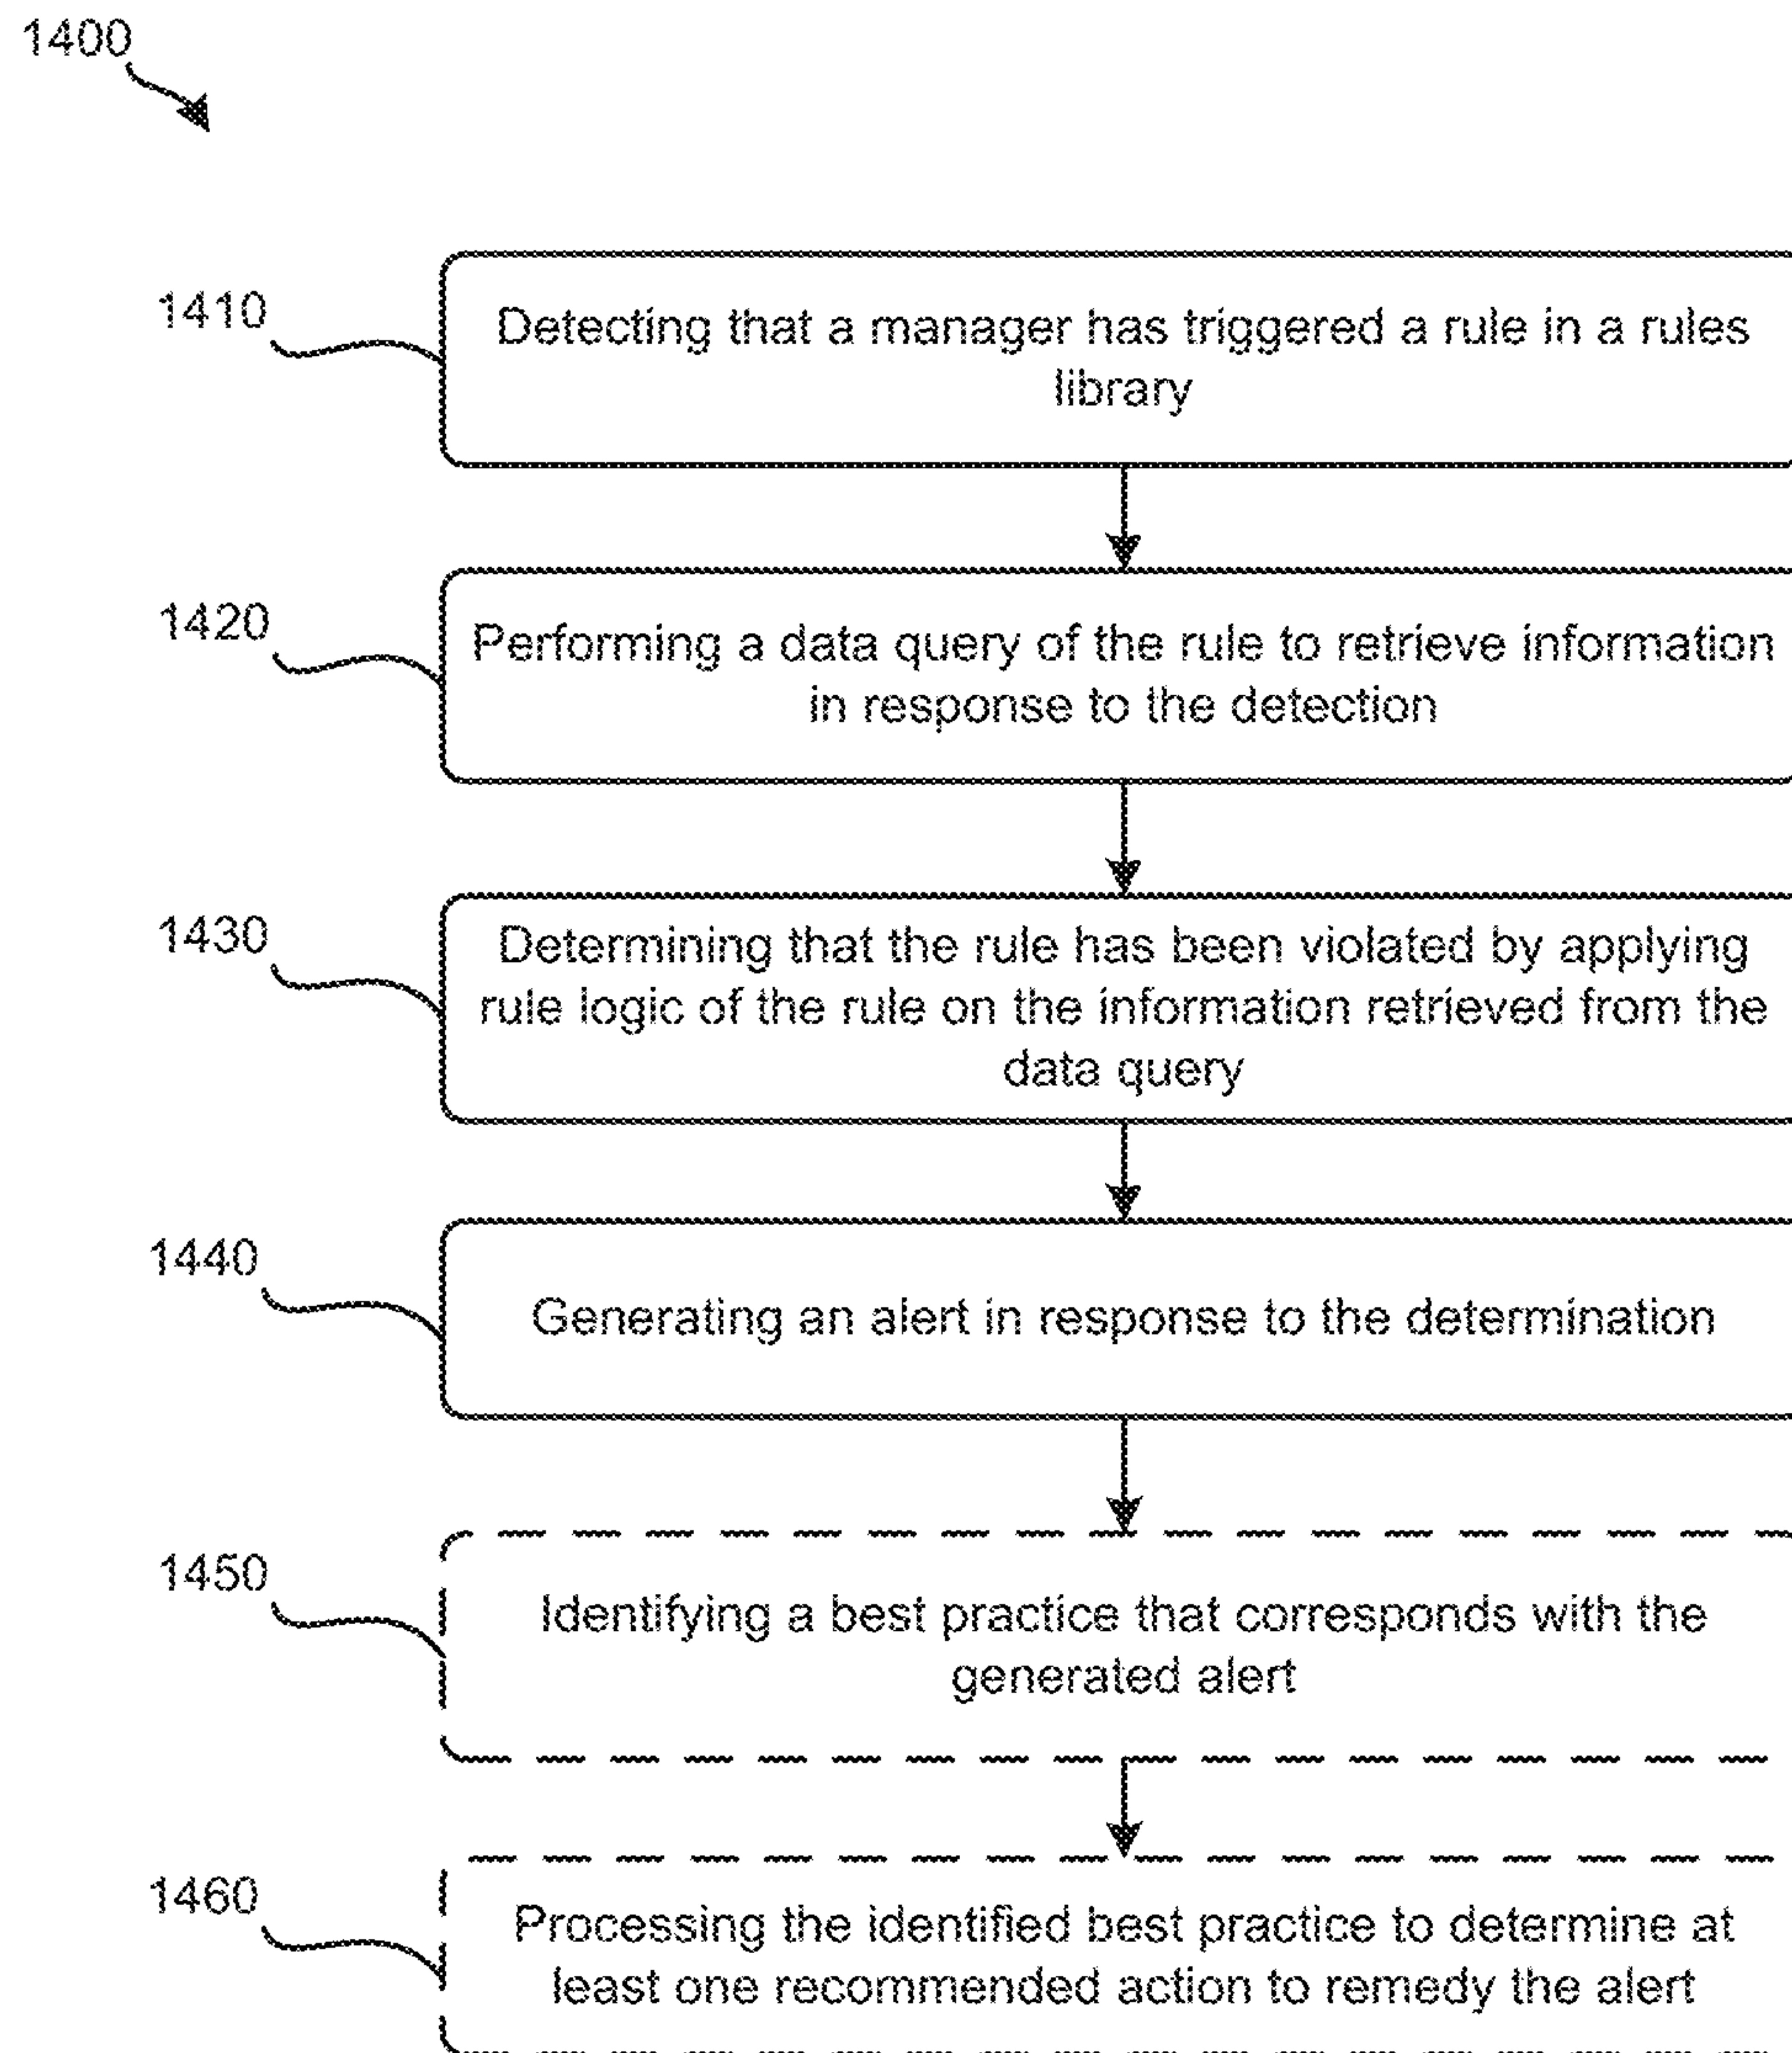 1400
1410
Detecting that a manager has triggered a rule in a rules
library
1420
Performing a data query of the rule to retrieve information
in response to the detection
1430
Determining that the rule has been violated by applying
rule logic of the rule on the information retrieved from the
data query
1440
Generating an alert in response to the determination
1450
Identifying a best practice that corresponds with the
generated alert
1460
Processing the identified best practice to determine at
least one recommended action to remedy the alert